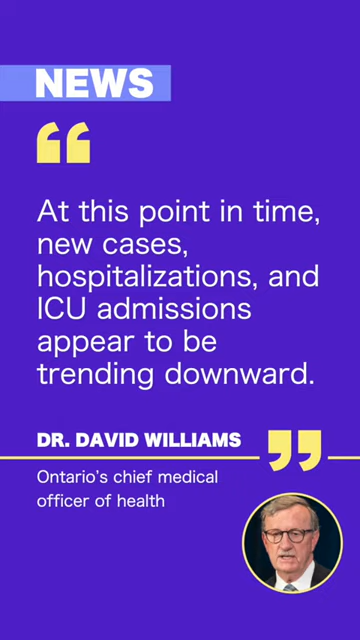 NEWS
“
At this point in time,
new cases,
hospitalizations, and
ICU admissions
appear to be
trending downward.
DR. DAVID WILLIAMS
”
Ontario's chief medical
officer of health